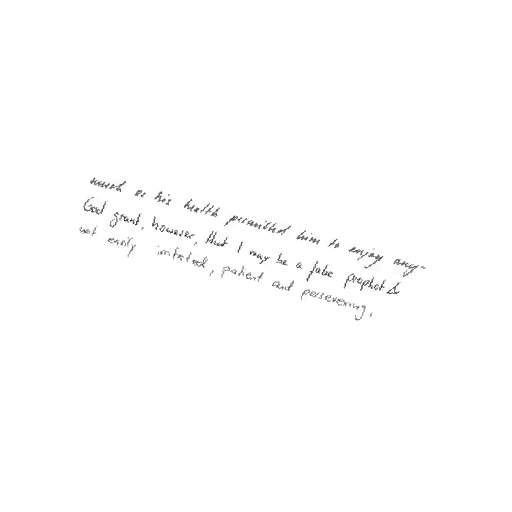 much as his health permitted him to enjoy any-
God grant, however, that I may be a false prophet &
not easily irritated, patient and persevering,